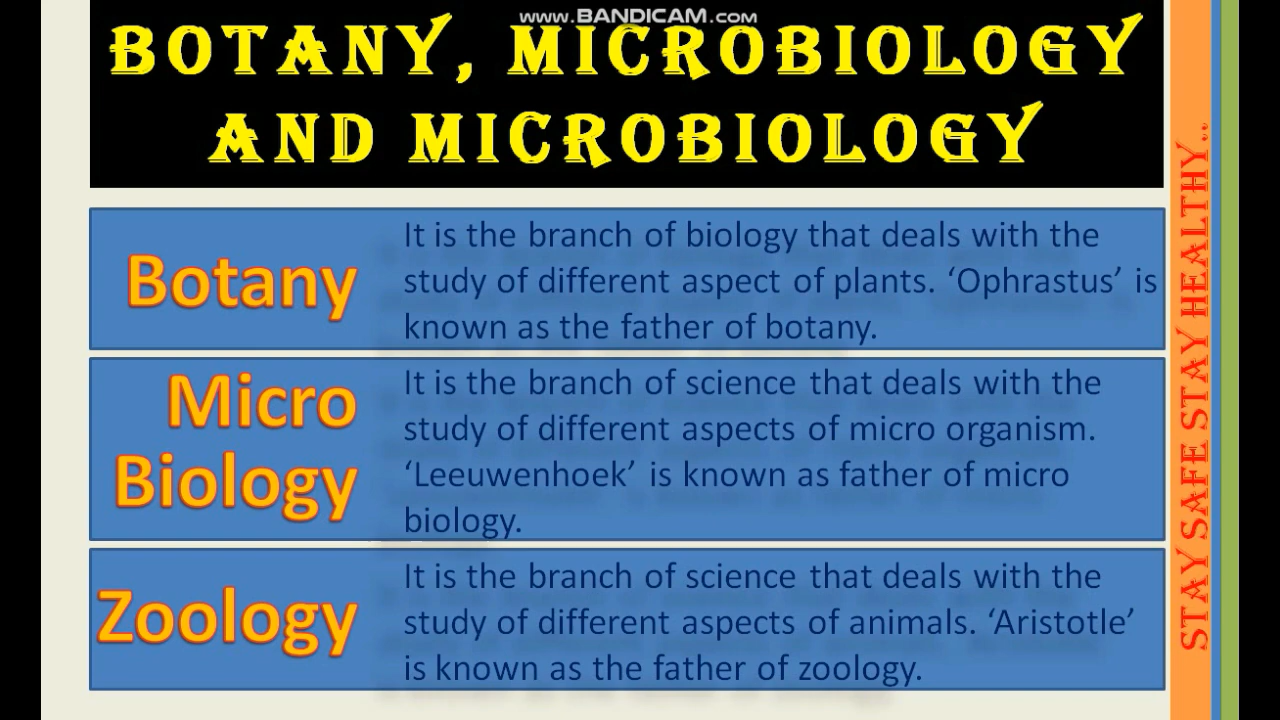 www.BANDICAM.com
BOTANY, MICROBIOLOGY
AND MICROBIOLOGY
Botany
It is the branch of biology that deals with the
study of different aspect of plants. ‘Ophrastus’ is
known as the father of botany.
Micro
Biology
It is the branch of science that deals with the
study of different aspects of micro organism.
‘Leeuwenhoek’ is known as father of micro
biology.
Zoology
It is the branch of science that deals with the
study of different aspects of animals. ‘Aristotle’
is known as the father of zoology.
STAY SAFE STAY HEALTHY..